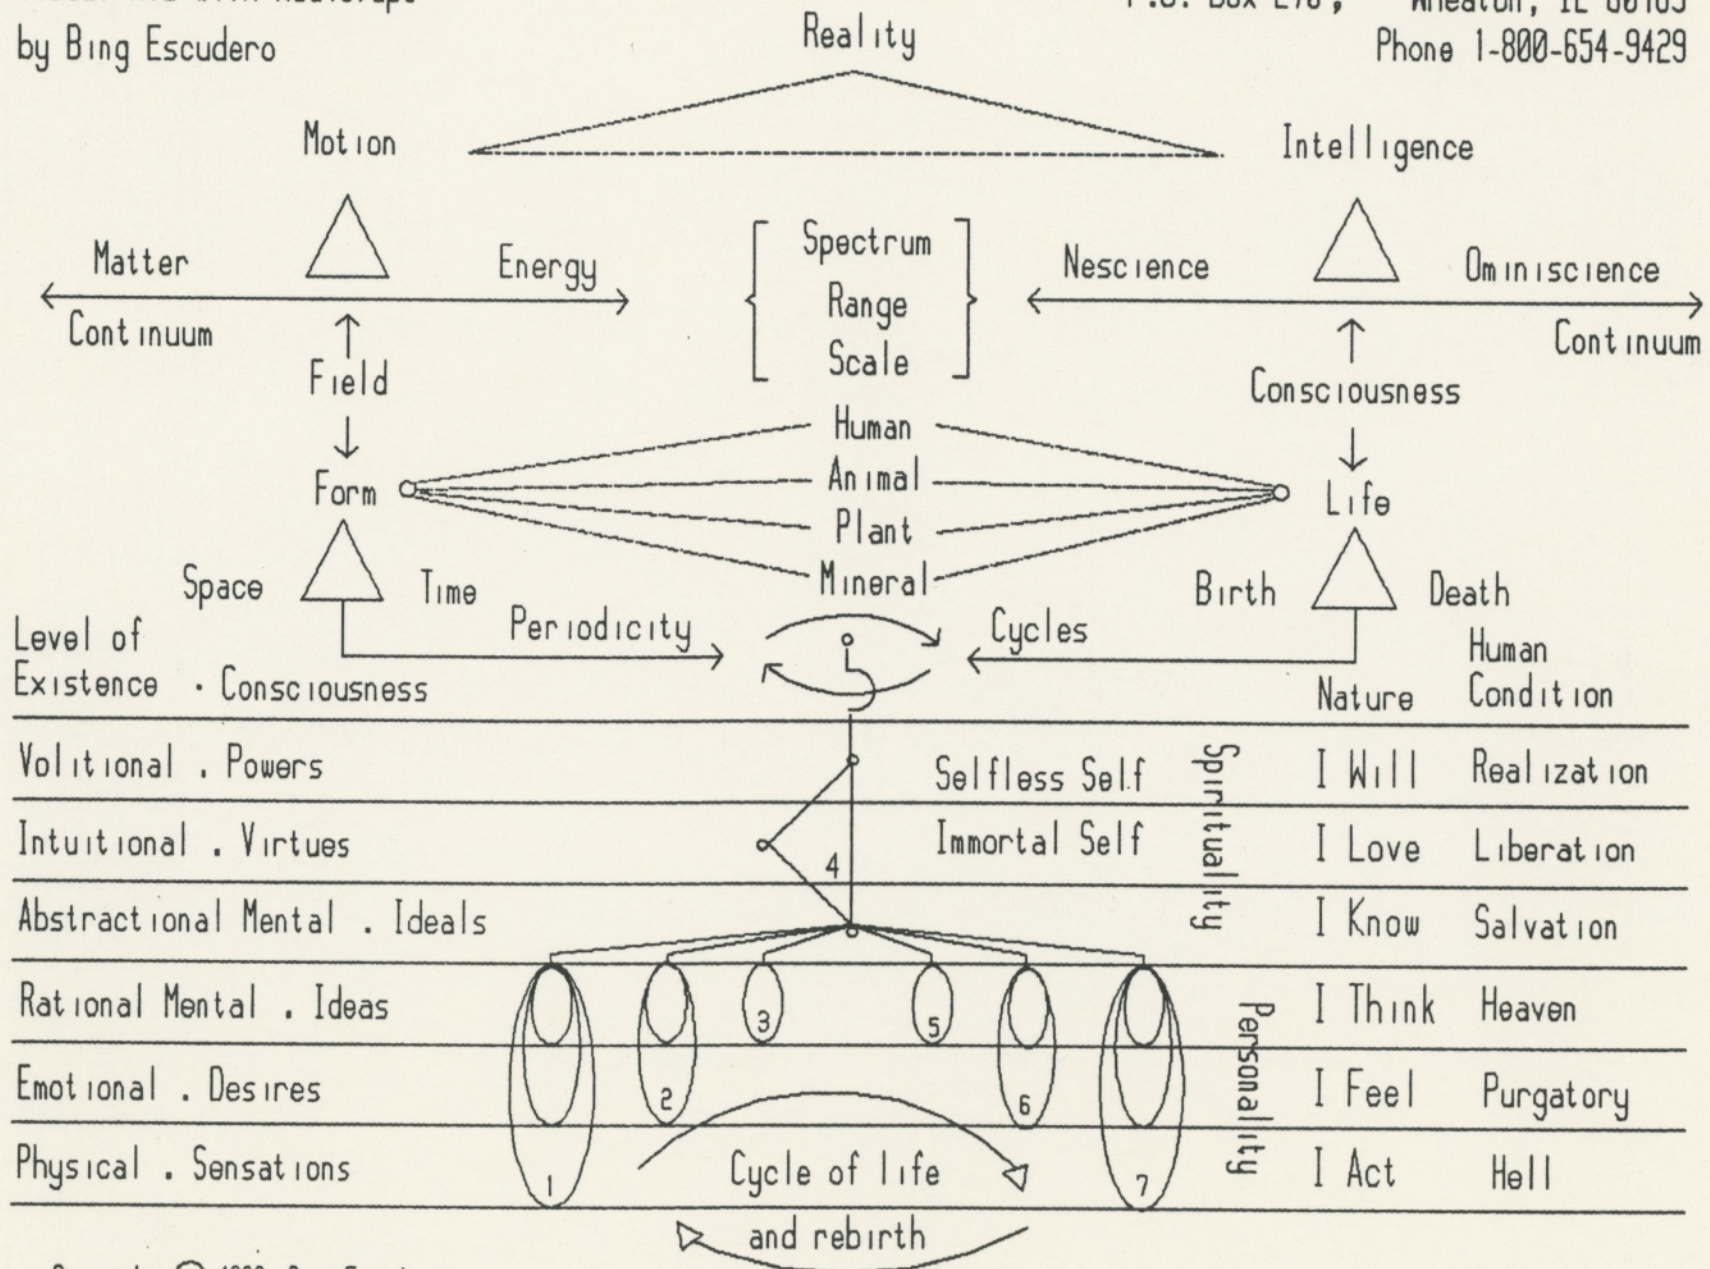 by Bing Escudero
Phone 1-800-654-9429
Reality
Motion
Intelligence
Matter
Energy
Continuum
Spectrum
Range
Scale
Nescience
Ominiscience
Continuum
Field
Consciousness
Form
Human
Animal
Plant
Mineral
Life
Space
Time
Birth
Death
Periodicity
Cycles
Level of
Existence . Consciousness
Nature
Human
Condition
Volitional . Powers
Selfless Self
I Will
Realization
Intuitional . Virtues
4
Immortal Self
I Love
Liberation
Spirituality
Abstractional Mental . Ideals
I Know
Salvation
Rational Mental . Ideas
3
5
I Think
Heaven
Personality
Emotional . Desires
2
6
I Feel
Purgatory
Physical . Sensations
1
Cycle of life
7
I Act
Hell
and rebirth